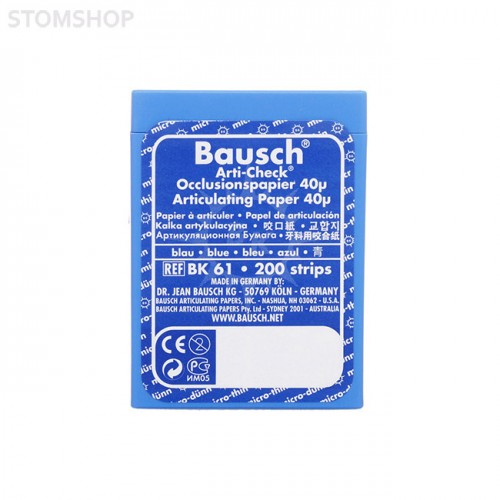 STOMSHOP
Bausch®
Arti-Check®
Occlusionspapier 40µ
Articulating Paper 40µ
Papier à articuler • Papel de articulación
Kalka artykulacyjna • 咬口紙 • 교합지
Артикуляционная Бумага • 牙科用咬合紙
blau • blue • bleu • azul • 青
REF BK 61 • 200 strips
MADE IN GERMANY BY:
DR. JEAN BAUSCH KG - 50769 KÖLN - GERMANY
BAUSCH ARTICULATING PAPERS, INC. - NASHUA, NH 03062 - U.S.A.
BAUSCH ARTICULATING PAPERS Pty. Ltd - SYDNEY 2001 - AUSTRALIA
WWW.BAUSCH.NET
CE
2
ИМ05
micro-thin
micro-dünn